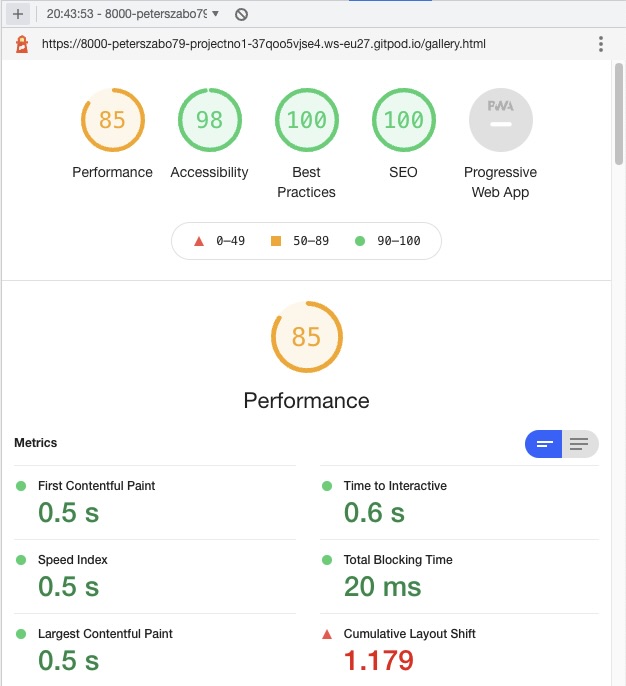 20:43:53 - 8000-peterszabo79
https://8000-peterszabo79-projectno1-37qoo5vjse4.ws-eu27.gitpod.io/gallery.html
85 98 100 100 PWA
Performance Accessibility Best Practices SEO Progressive Web App
0–49 50–89 90–100
85
Performance
Metrics
First Contentful Paint
0.5 s
Time to Interactive
0.6 s
Speed Index
0.5 s
Total Blocking Time
20 ms
Largest Contentful Paint
0.5 s
Cumulative Layout Shift
1.179